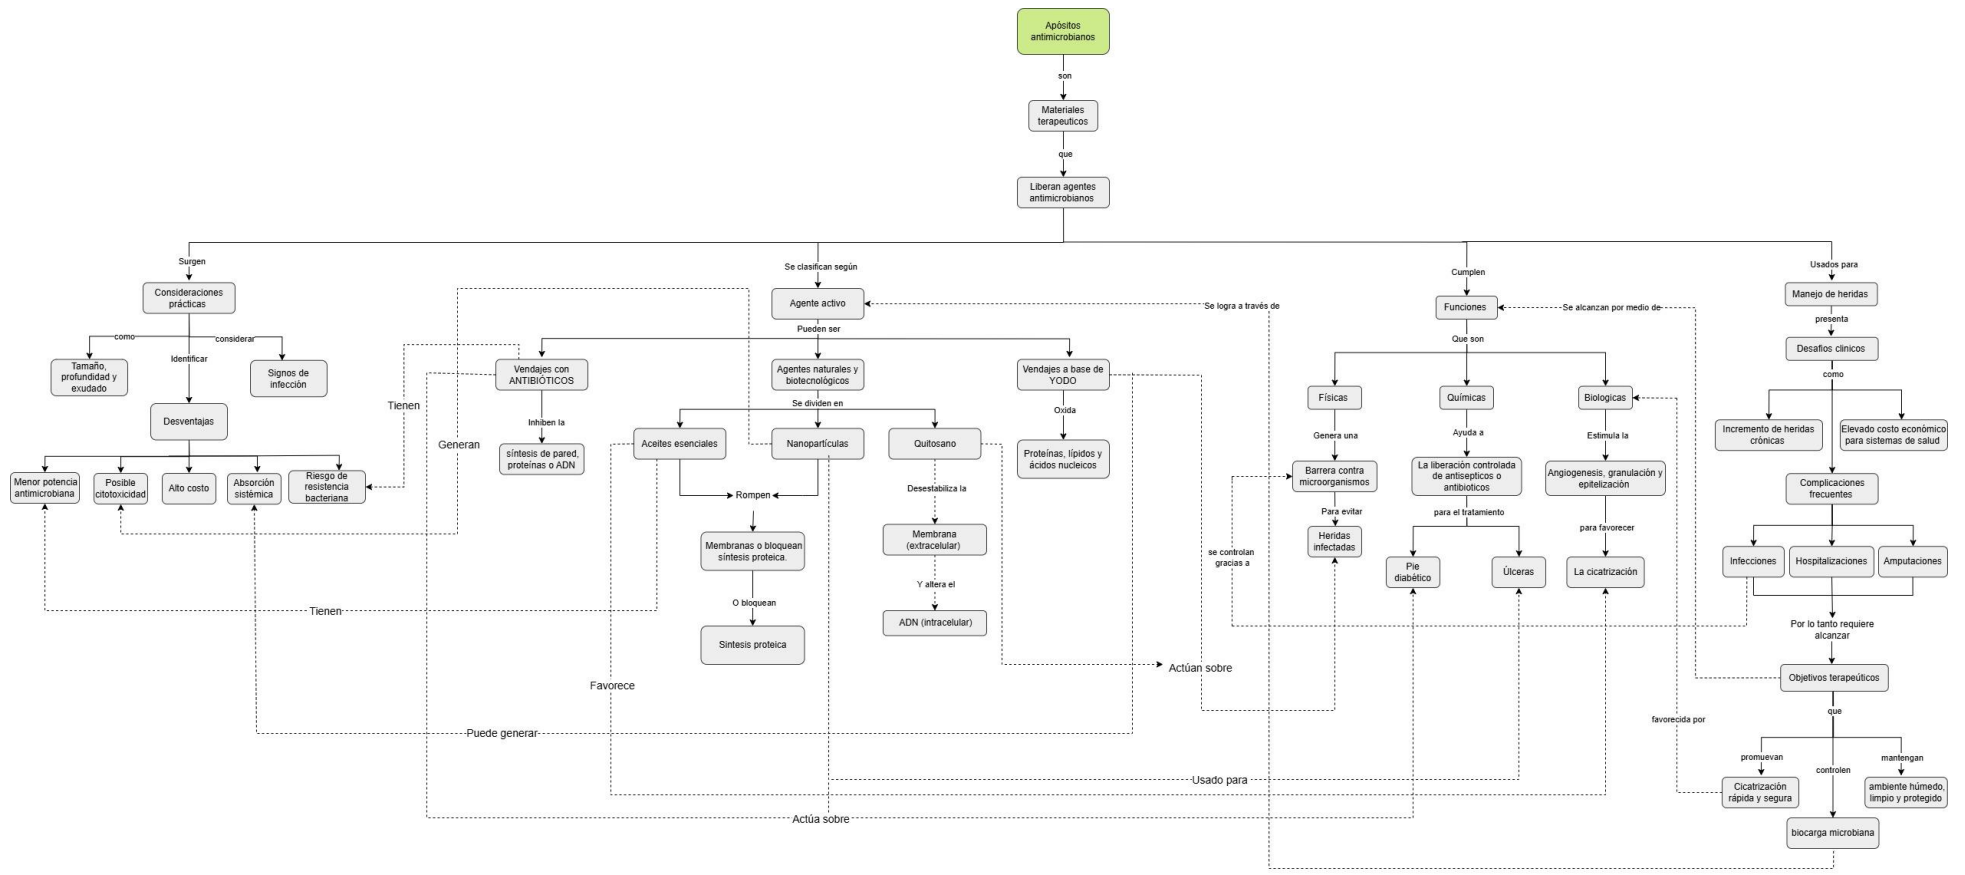 Apósitos
antimicrobianos
son
Materiales
terapeuticos
que
Liberan agentes
antimicrobianos
Surgen
Se clasifican según
Cumplen
Usados para
Consideraciones
prácticas
Agente activo
Se logra a través de
Funciones
Se alcanzan por medio de
Manejo de heridas
presenta
como
considerar
Identificar
Pueden ser
Que son
Desafios clinicos
como
Tamaño,
profundidad y
exudado
Signos de
infección
Vendajes con
ANTIBIÓTICOS
Agentes naturales y
biotecnológicos
Vendajes a base de
YODO
Físicas
Químicas
Biologicas
Tienen
Se dividen en
Oxida
Inhiben la
Desventajas
Generan
Aceites esenciales
Nanopartículas
Quitosano
Genera una
Ayuda a
Estimula la
Incremento de heridas
crónicas
Elevado costo económico
para sistemas de salud
síntesis de pared,
proteínas o ADN
Proteínas, lípidos y
ácidos nucleicos
Menor potencia
antimicrobiana
Posible
citotoxicidad
Alto costo
Absorción
sistémica
Riesgo de
resistencia
bacteriana
Rompen
Desestabiliza la
Barrera contra
microorganismos
La liberación controlada
de antisepticos o
antibioticos
Angiogenesis, granulación y
epitelización
Complicaciones
frecuentes
Para evitar
para el tratamiento
para favorecer
Membranas o bloquean
síntesis proteica.
Membrana
(extracelular)
Heridas
infectadas
se controlan
gracias a
Pie
diabético
Úlceras
La cicatrización
Infecciones
Hospitalizaciones
Amputaciones
Y altera el
O bloquean
Tienen
ADN (intracelular)
Por lo tanto requiere
alcanzar
Sintesis proteica
Actúan sobre
Objetivos terapeúticos
Favorece
que
favorecida por
Puede generar
promuevan
controlen
mantengan
Usado para
Cicatrización
rápida y segura
ambiente húmedo,
limpio y protegido
Actúa sobre
biocarga microbiana